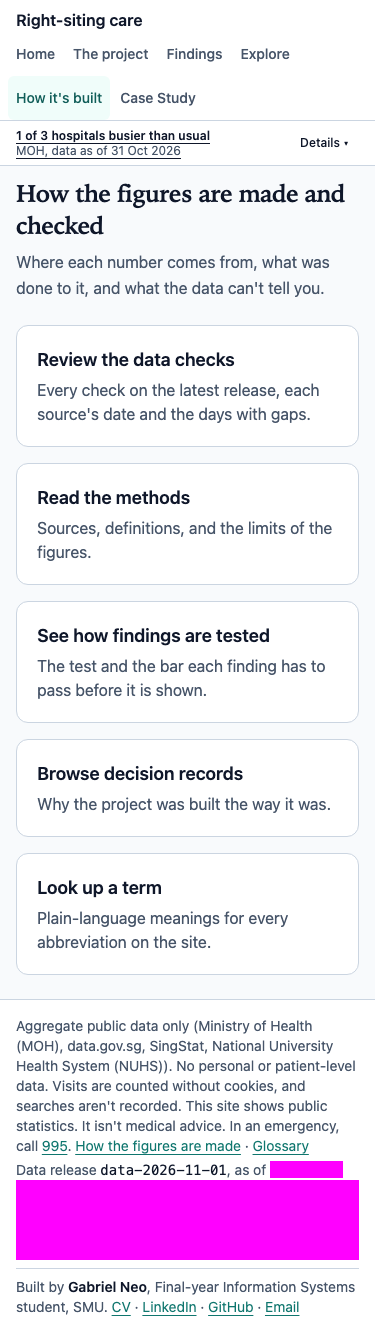 Right-siting care
Home The project Findings Explore
How it's built Case Study
1 of 3 hospitals busier than usual
MOH, data as of 31 Oct 2026
Details ▾
How the figures are made and
checked
Where each number comes from, what was
done to it, and what the data can't tell you.
Review the data checks
Every check on the latest release, each
source's date and the days with gaps.
Read the methods
Sources, definitions, and the limits of the
figures.
See how findings are tested
The test and the bar each finding has to
pass before it is shown.
Browse decision records
Why the project was built the way it was.
Look up a term
Plain-language meanings for every
abbreviation on the site.
Aggregate public data only (Ministry of Health
(MOH), data.gov.sg, SingStat, National University
Health System (NUHS)). No personal or patient-level
data. Visits are counted without cookies, and
searches aren't recorded. This site shows public
statistics. It isn't medical advice. In an emergency,
call 995. How the figures are made · Glossary
Data release data-2026-11-01, as of
Built by Gabriel Neo, Final-year Information Systems
student, SMU. CV · LinkedIn · GitHub · Email